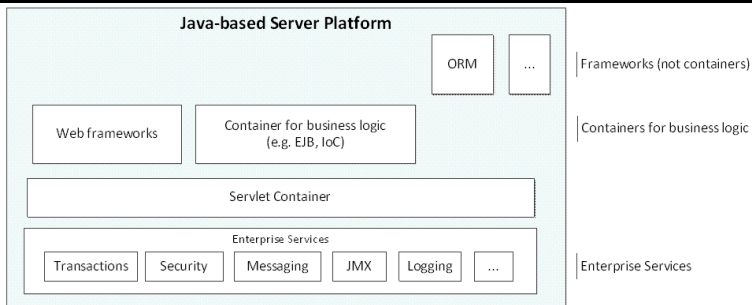 Java-based Server Platform
ORM
...
Frameworks (not containers)
Web frameworks
Container for business logic
(e.g. EJB, IoC)
Containers for business logic
Servlet Container
Enterprise Services
Transactions
Security
Messaging
JMX
Logging
...
Enterprise Services